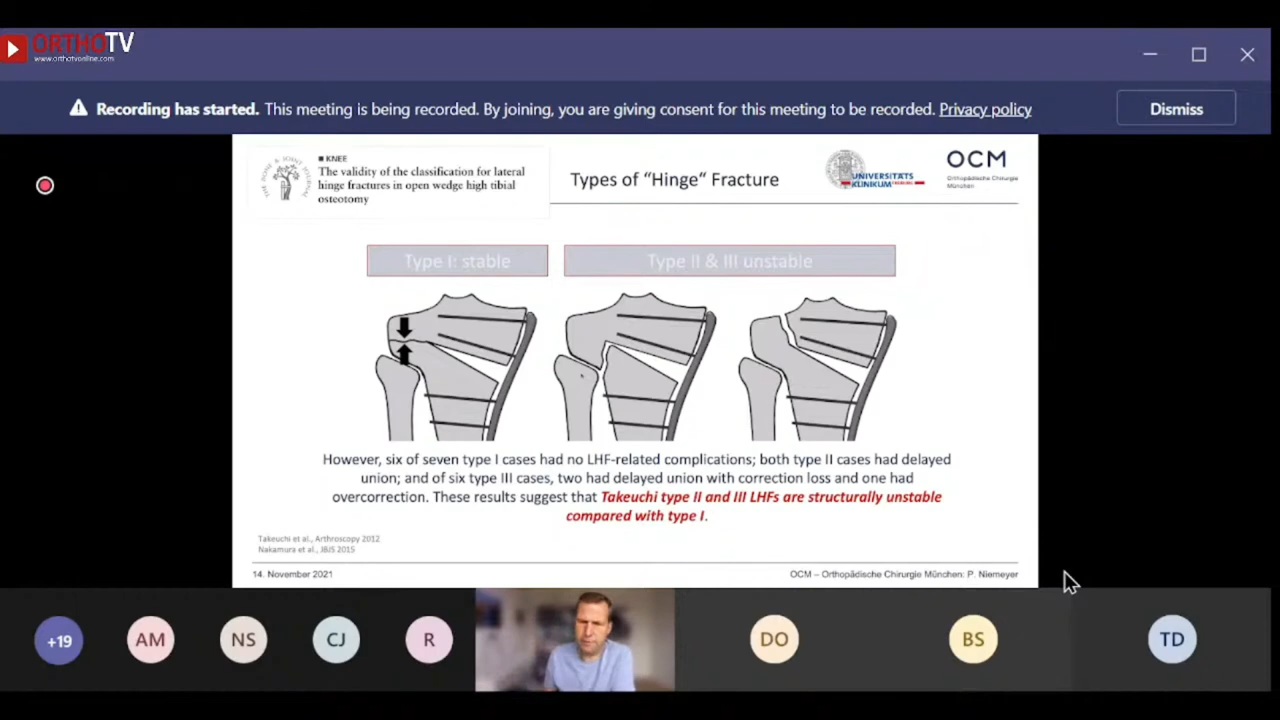 ORTHOTV
www.orthotvonline.com
Recording has started. This meeting is being recorded. By joining, you are giving consent for this meeting to be recorded. Privacy policy
Dismiss
■ KNEE
The validity of the classification for lateral
hinge fractures in open wedge high tibial
osteotomy
Types of “Hinge” Fracture
UNIVERSITÄTS
KLINIKUM
OCM
Orthopädische Chirurgie
München
Type I: stable
Type II & III unstable
However, six of seven type I cases had no LHF-related complications; both type II cases had delayed
union; and of six type III cases, two had delayed union with correction loss and one had
overcorrection. These results suggest that Takeuchi type II and III LHFs are structurally unstable
compared with type I.
Takeuchi et al., Arthroscopy 2012
Nakamura et al., JBJS 2015
14. November 2021
OCM – Orthopädische Chirurgie München: P. Niemeyer
+19
AM
NS
CJ
R
DO
BS
TD